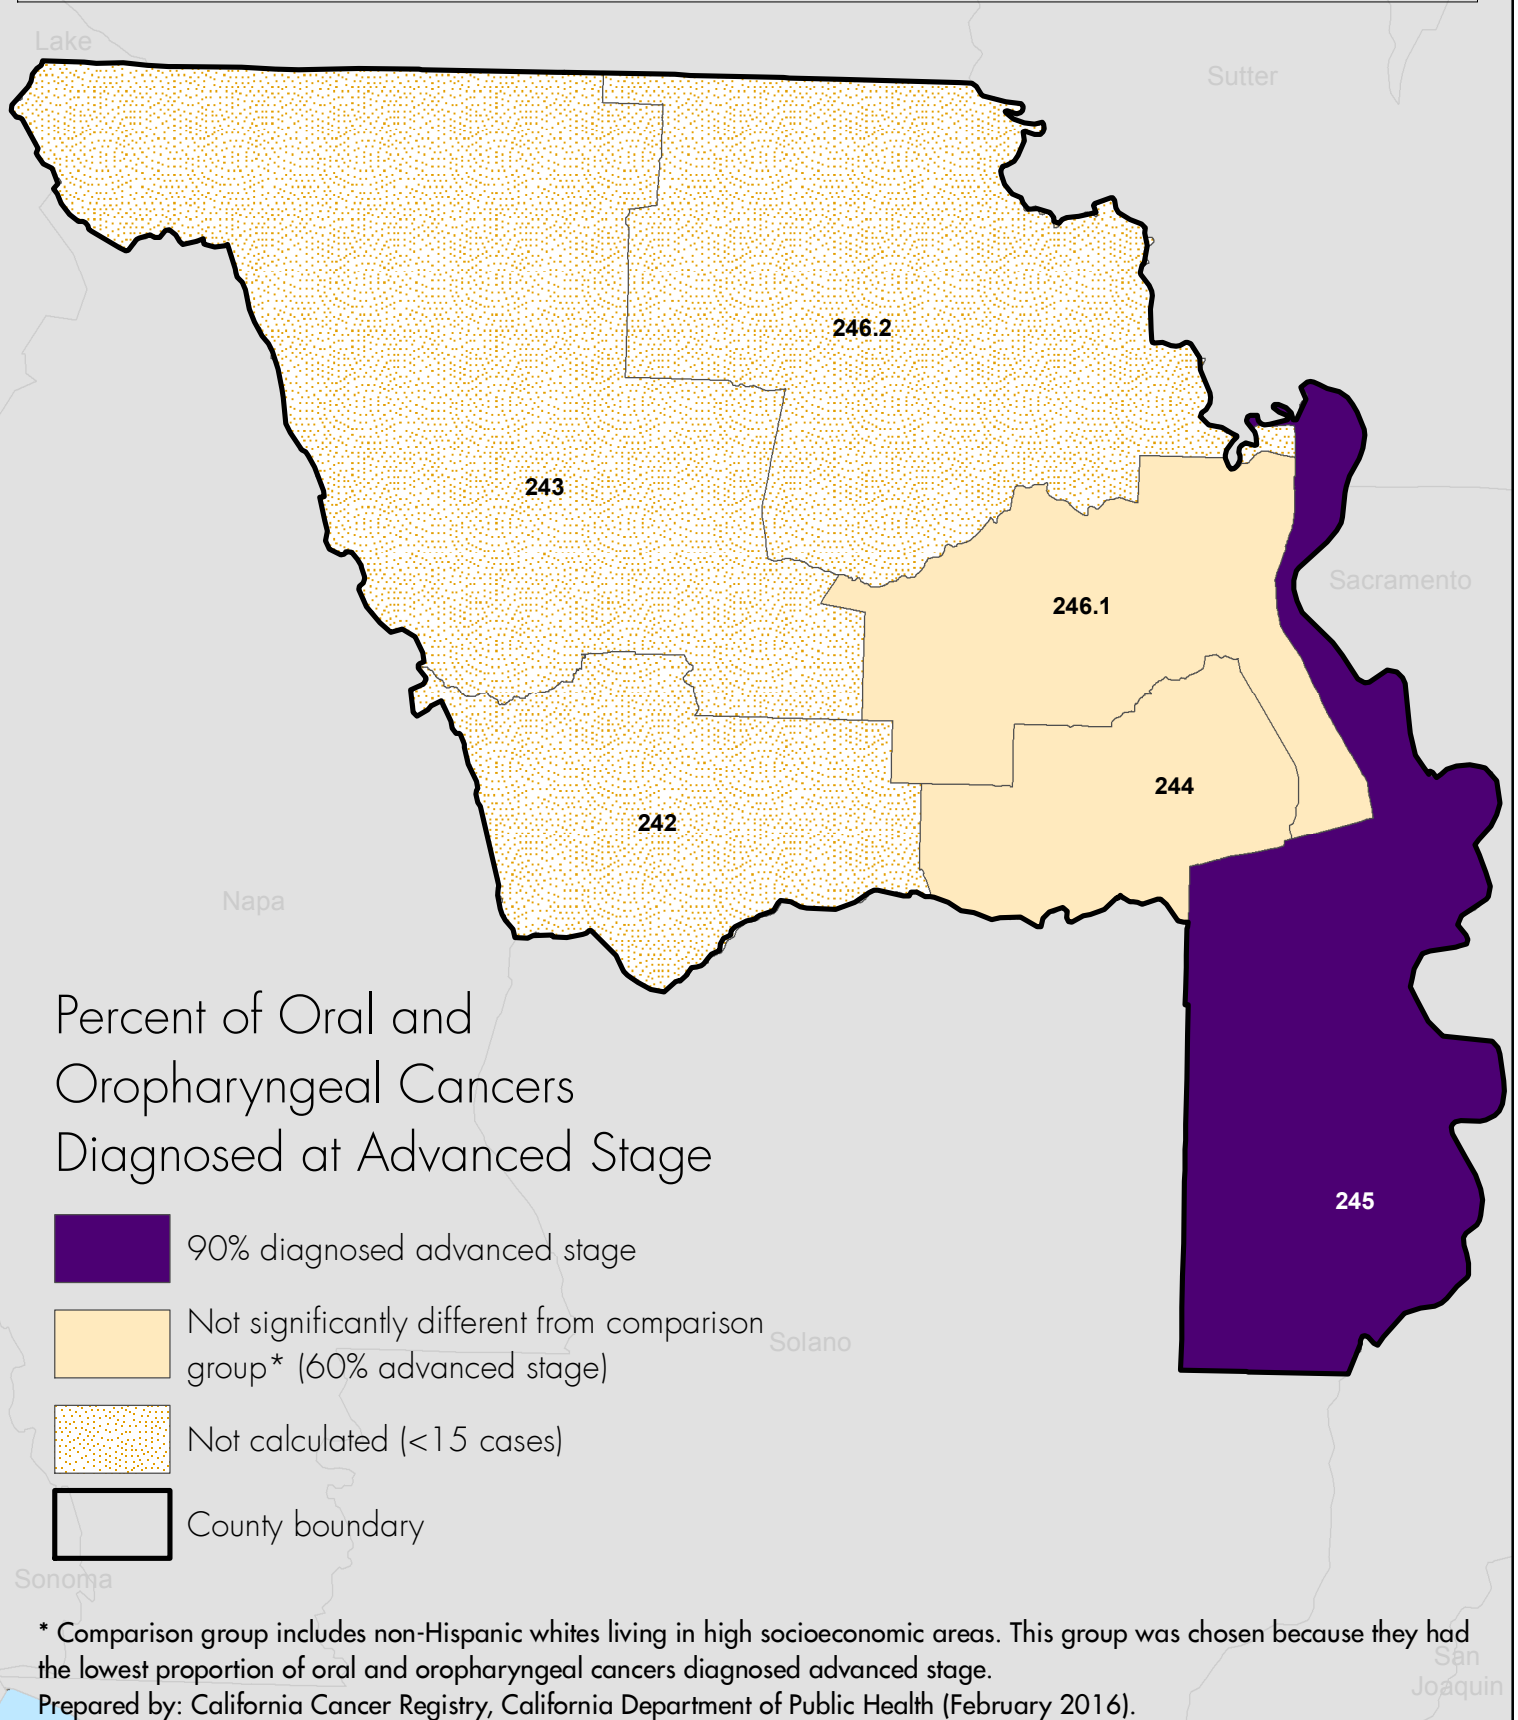 Lake
Sutter
246.2
243
Sacramento
246.1
244
242
Napa
Percent of Oral and
Oropharyngeal Cancers
Diagnosed at Advanced Stage
245
90% diagnosed advanced stage
Not significantly different from comparison
group* (60% advanced stage)
Solano
Not calculated (<15 cases)
County boundary
Sonoma
* Comparison group includes non-Hispanic whites living in high socioeconomic areas. This group was chosen because they had
the lowest proportion of oral and oropharyngeal cancers diagnosed advanced stage.
San
Joaquin
Prepared by: California Cancer Registry, California Department of Public Health (February 2016).